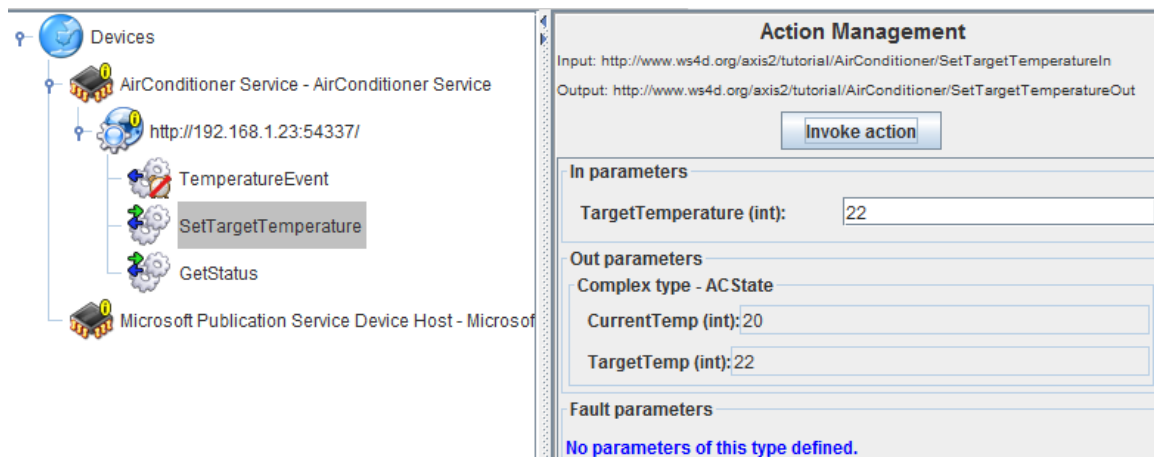 Devices
AirConditioner Service - AirConditioner Service
http://192.168.1.23:54337/
TemperatureEvent
SetTargetTemperature
GetStatus
Microsoft Publication Service Device Host - Microsof
Action Management
Input: http://www.ws4d.org/axis2/tutorial/AirConditioner/SetTargetTemperatureIn
Output: http://www.ws4d.org/axis2/tutorial/AirConditioner/SetTargetTemperatureOut
Invoke action
In parameters
TargetTemperature (int): 22
Out parameters
Complex type - ACState
CurrentTemp (int): 20
TargetTemp (int): 22
Fault parameters
No parameters of this type defined.